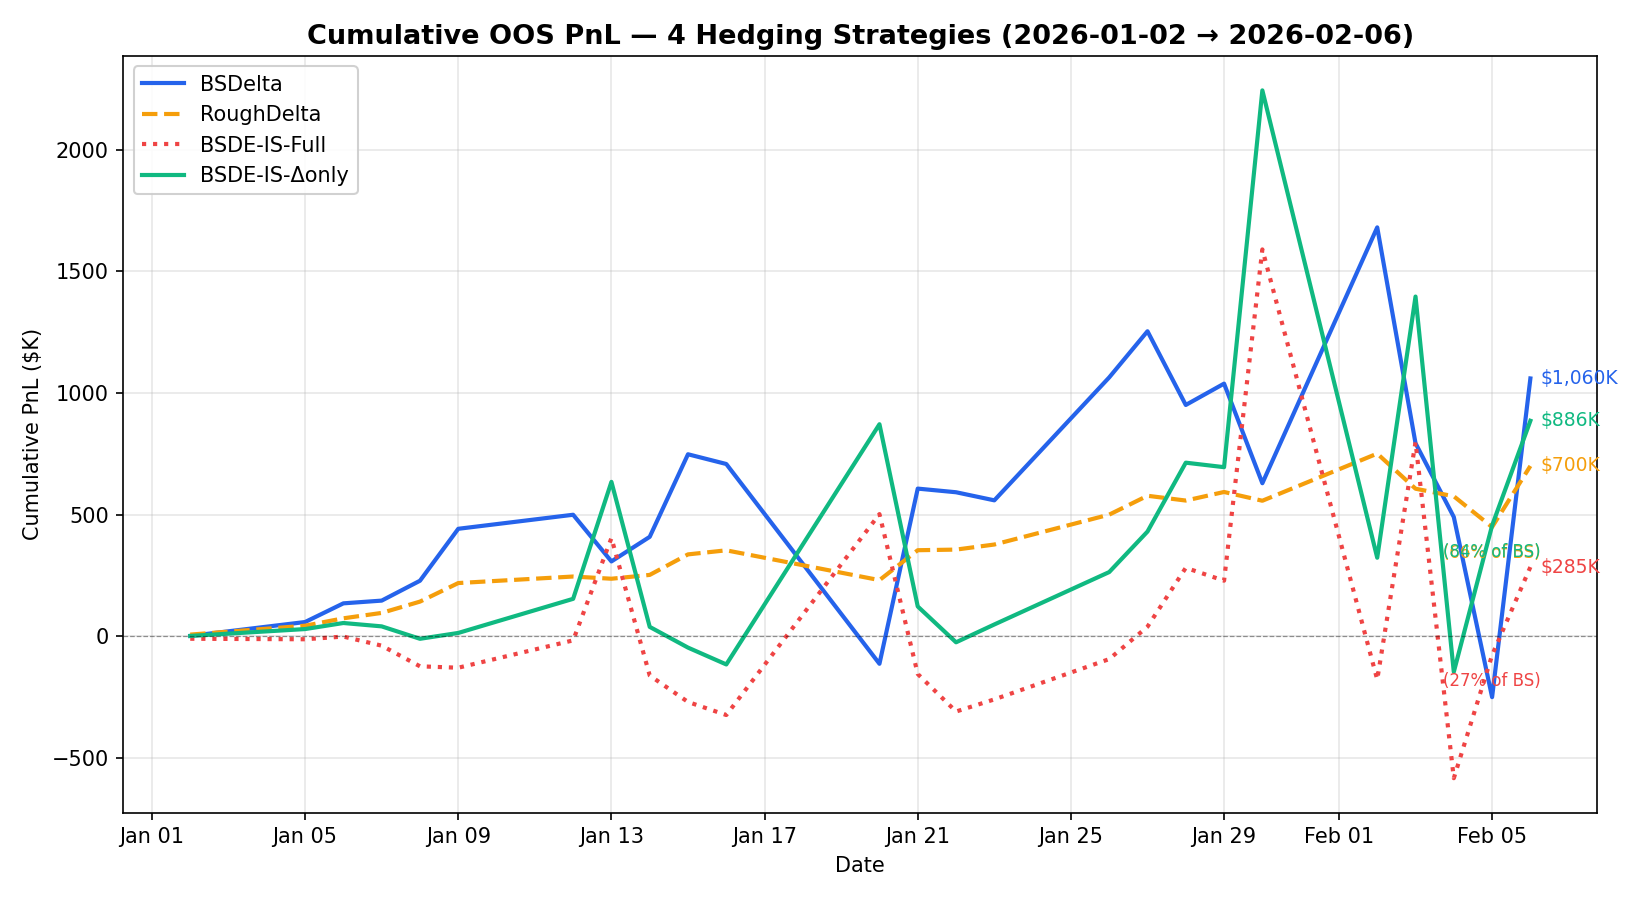 Cumulative OOS PnL — 4 Hedging Strategies (2026-01-02 → 2026-02-06)
BSDelta
RoughDelta
BSDE-IS-Full
BSDE-IS-Δonly
Cumulative PnL ($K)
2000
1500
1000
500
0
−500
$1,060K
$886K
$700K
(84% of BS)
$285K
(27% of BS)
Jan 01
Jan 05
Jan 09
Jan 13
Jan 17
Jan 21
Jan 25
Jan 29
Feb 01
Feb 05
Date